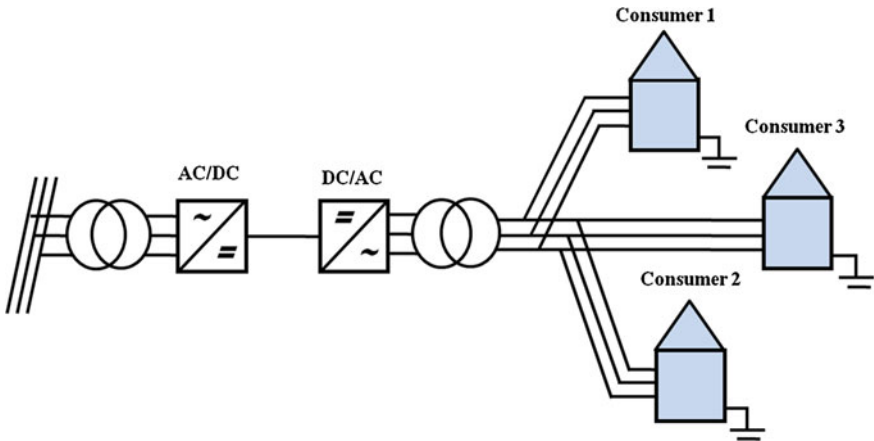 Consumer 1
Consumer 3
AC/DC
DC/AC
~
=
=
~
Consumer 2